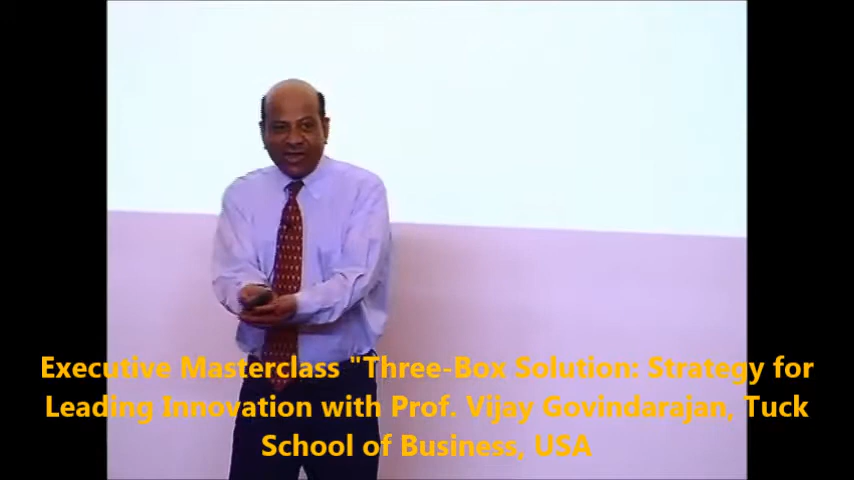 Executive Masterclass "Three-Box Solution: Strategy for
Leading Innovation with Prof. Vijay Govindarajan, Tuck
School of Business, USA